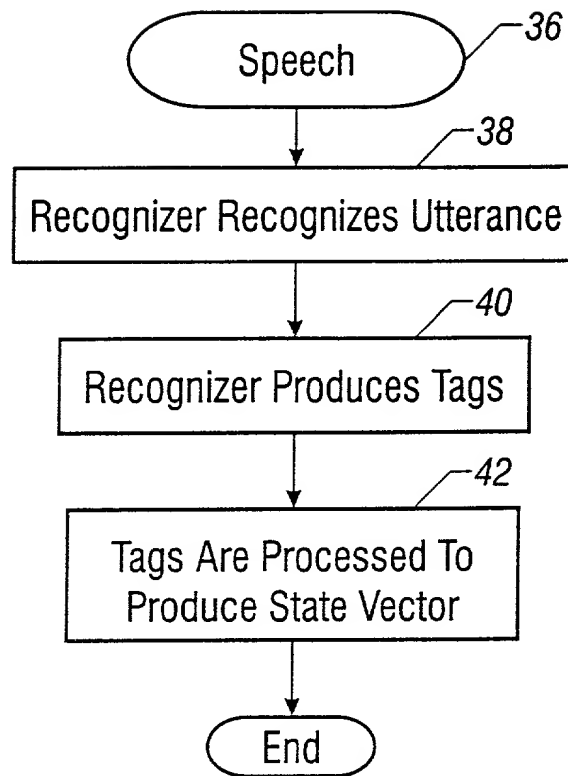 36
Speech
38
Recognizer Recognizes Utterance
40
Recognizer Produces Tags
42
Tags Are Processed To
Produce State Vector
End